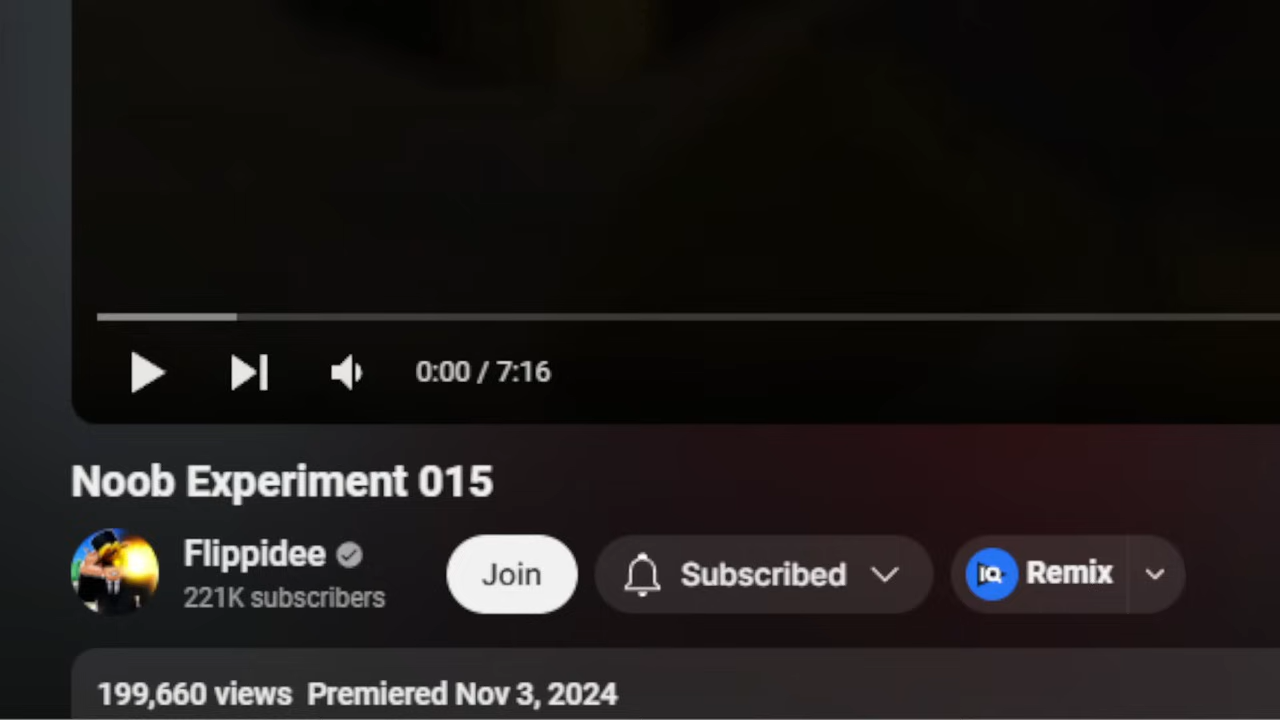 0:00 / 7:16
Noob Experiment 015
Flippidee
221K subscribers
Join
Subscribed
IQ Remix
199,660 views Premiered Nov 3, 2024